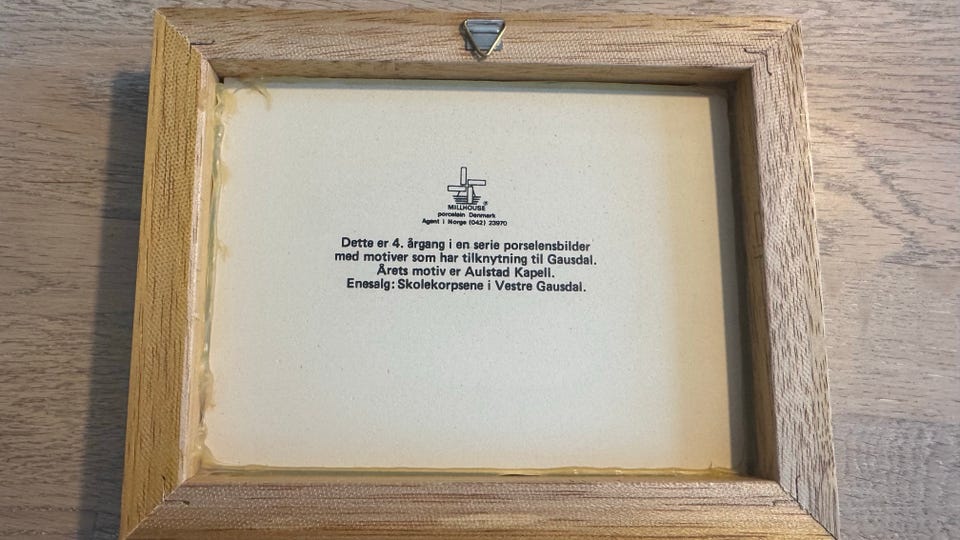 MILLHOUSE ®
porcelain Denmark
Agent i Norge (042) 23970
Dette er 4. årgang i en serie porselensbilder
med motiver som har tilknytning til Gausdal.
Årets motiv er Aulstad Kapell.
Enesalg: Skolekorpsene i Vestre Gausdal.